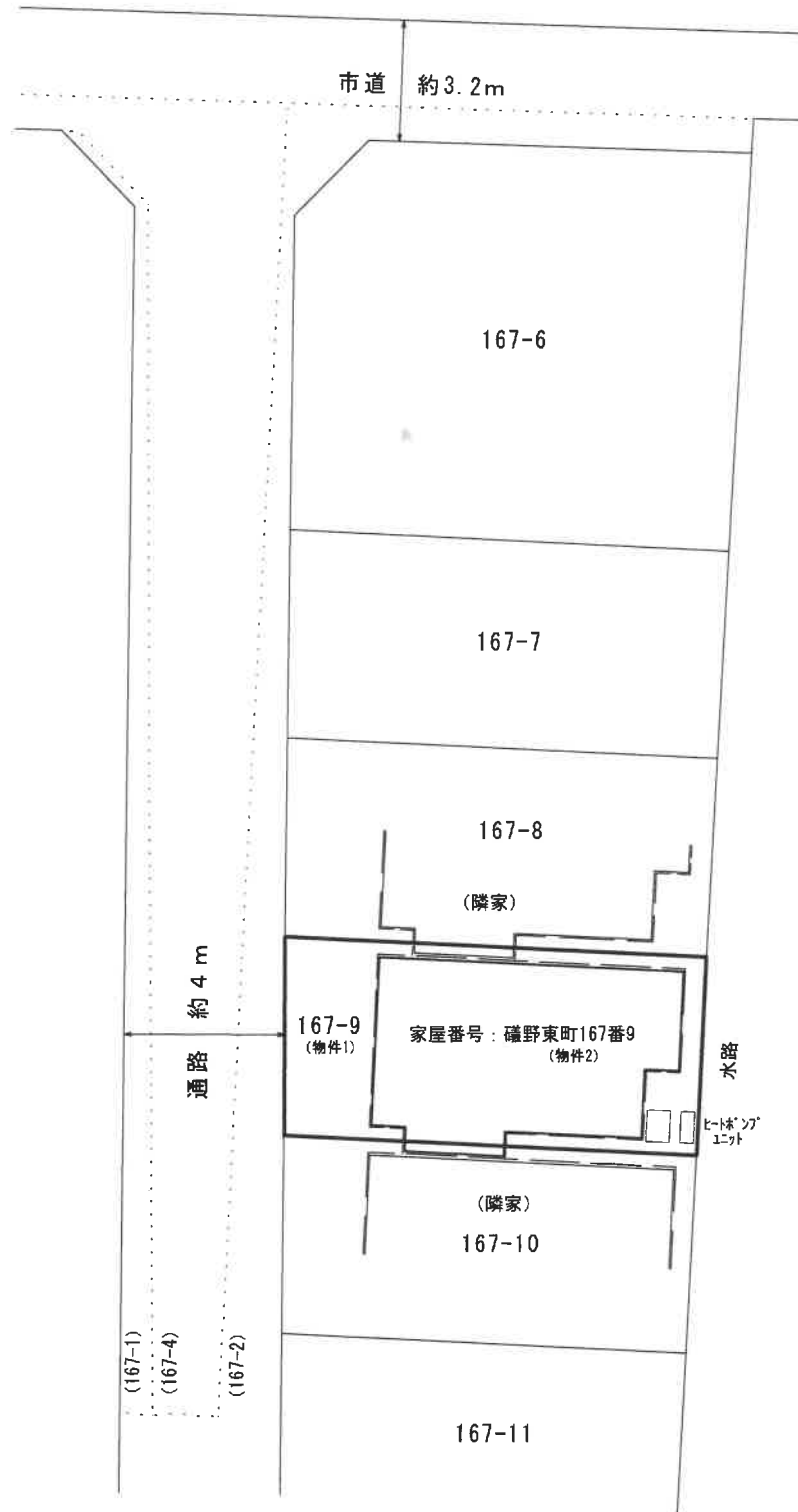 市道 約3.2m
167-6
167-7
167-8
(隣家)
通路 約4m
167-9
(物件1)
家屋番号：礒野東町167番9
(物件2)
水路
ヒートポンプ
ユニット
(隣家)
167-10
(167-1)
(167-4)
(167-2)
167-11